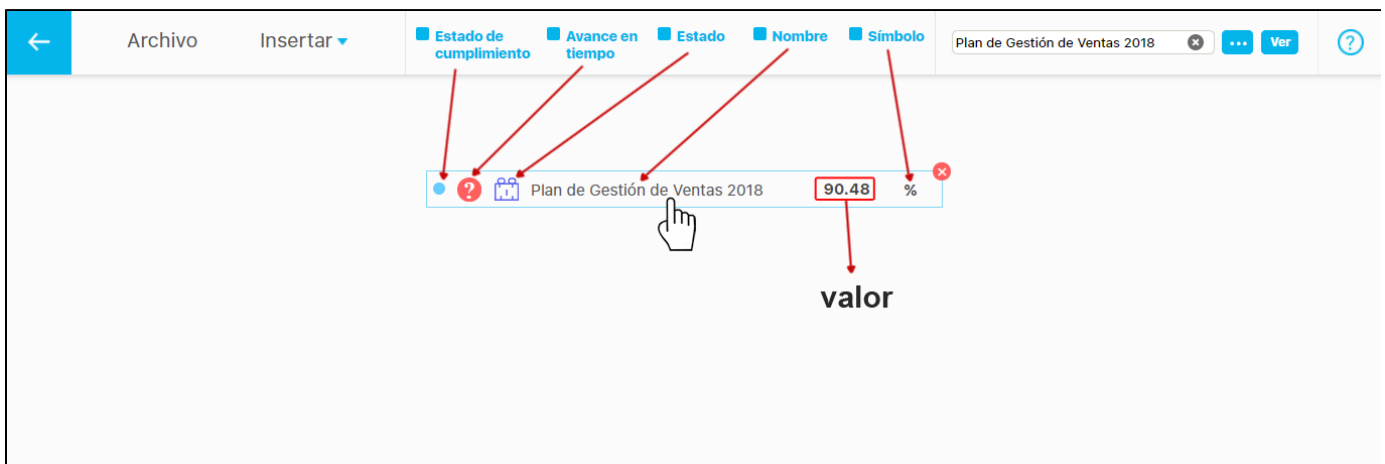 Archivo
Insertar
Estado de
cumplimiento
Avance en
tiempo
Estado
Nombre
Símbolo
Plan de Gestión de Ventas 2018
Ver
?
? Plan de Gestión de Ventas 2018 90.48 %
valor